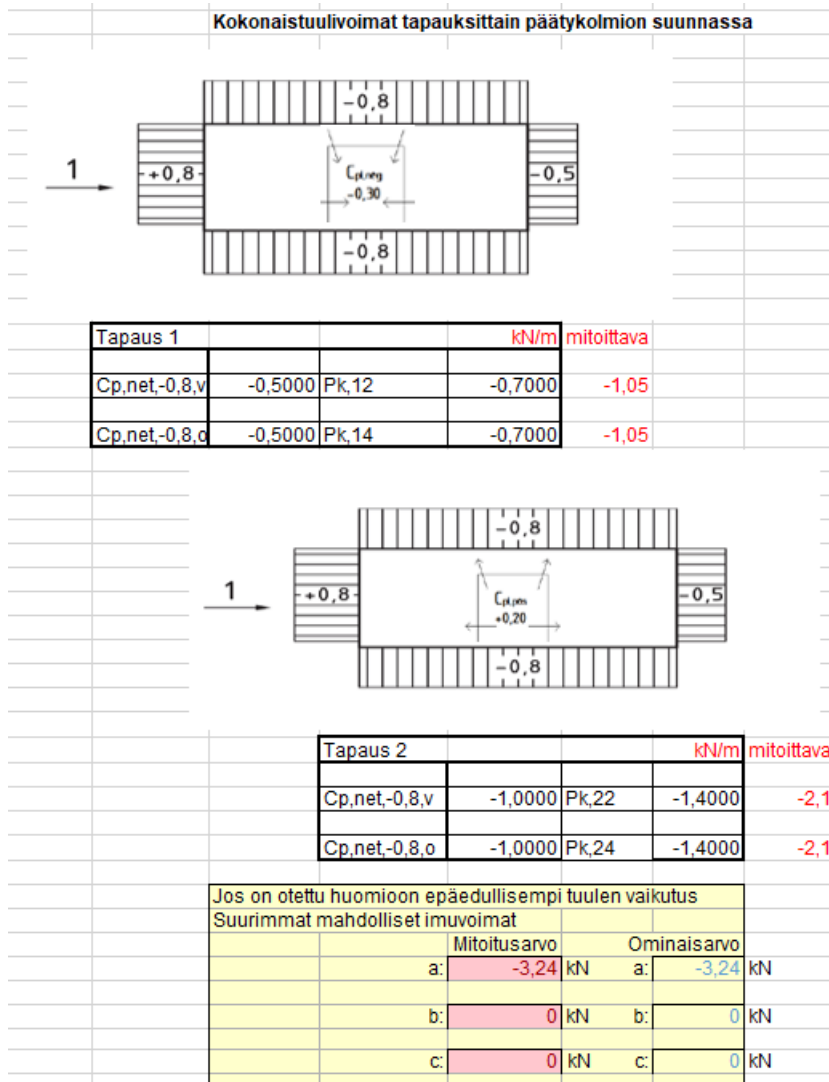 Kokonaistuulivoimat tapauksittain päätykolmion suunnassa
-0,8
1 +0,8 Cpi,neg -0,5
-0,30
-0,8
Tapaus 1 kN/m mitoittava
Cp,net,-0,8,v -0,5000 Pk,12 -0,7000 -1,05
Cp,net,-0,8,o -0,5000 Pk,14 -0,7000 -1,05
-0,8
1 +0,8 -0,5
+0,20
-0,8
Tapaus 2 kN/m mitoittava
Cp,net,-0,8,v -1,0000 Pk,22 -1,4000 -2,1
Cp,net,-0,8,o -1,0000 Pk,24 -1,4000 -2,1
Jos on otettu huomioon epäedullisempi tuulen vaikutus
Suurimmat mahdolliset imuvoimat
Mitoitusarvo Ominaisarvo
a: -3,24 kN a: -3,24 kN
b: 0 kN b: 0 kN
c: 0 kN c: 0 kN